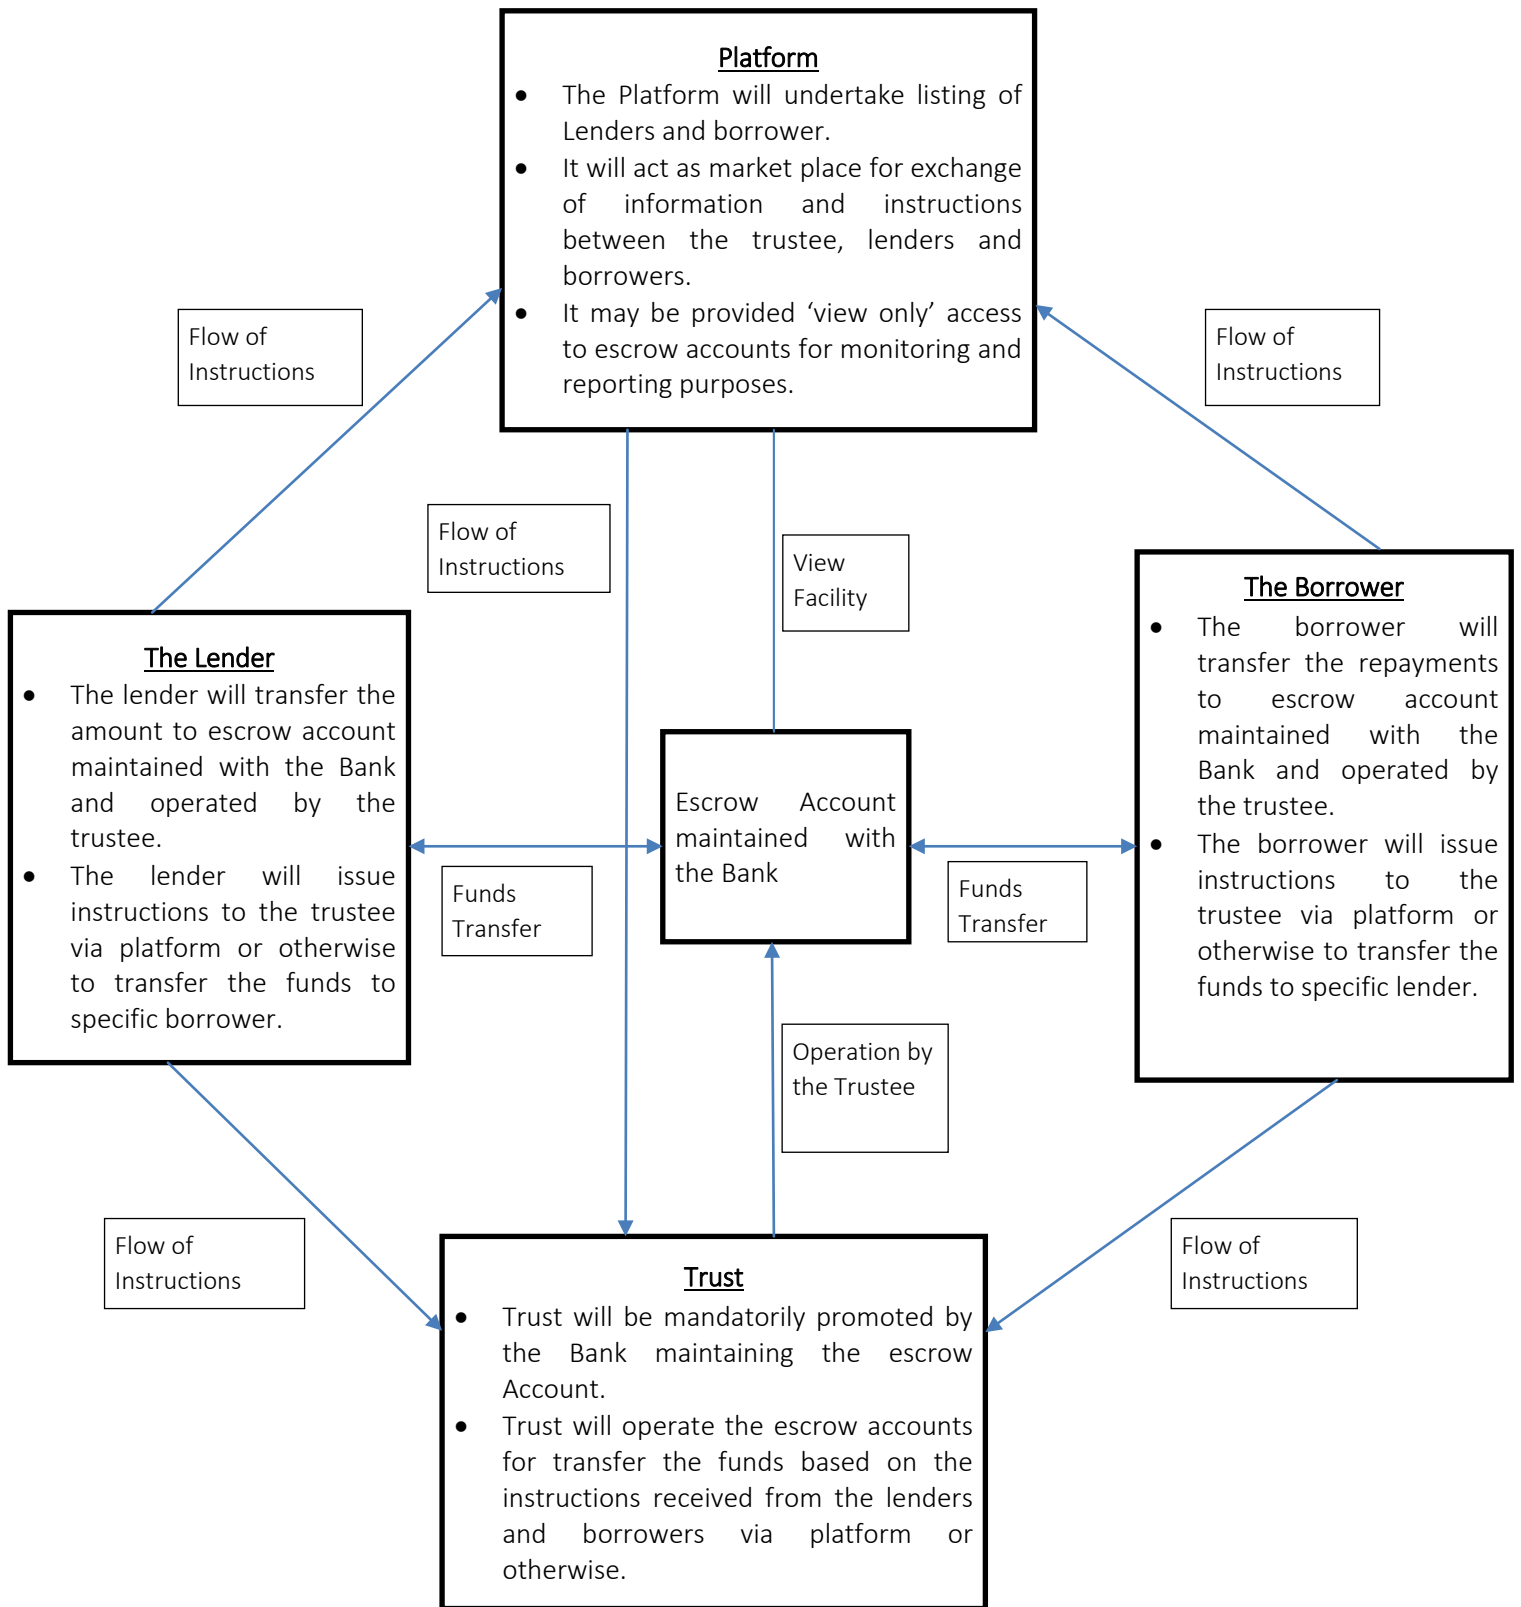 Platform
• The Platform will undertake listing of
Lenders and borrower.
• It will act as market place for exchange
of information and instructions
between the trustee, lenders and
borrowers.
• It may be provided ‘view only’ access
to escrow accounts for monitoring and
reporting purposes.
Flow of
Instructions
Flow of
Instructions
Flow of
Instructions
View
Facility
The Lender
• The lender will transfer the
amount to escrow account
maintained with the Bank
and operated by the
trustee.
• The lender will issue
instructions to the trustee
via platform or otherwise
to transfer the funds to
specific borrower.
Escrow Account
maintained with
the Bank
The Borrower
• The borrower will
transfer the repayments
to escrow account
maintained with the
Bank and operated by
the trustee.
• The borrower will issue
instructions to the
trustee via platform or
otherwise to transfer the
funds to specific lender.
Funds
Transfer
Funds
Transfer
Operation by
the Trustee
Flow of
Instructions
Flow of
Instructions
Trust
• Trust will be mandatorily promoted by
the Bank maintaining the escrow
Account.
• Trust will operate the escrow accounts
for transfer the funds based on the
instructions received from the lenders
and borrowers via platform or
otherwise.